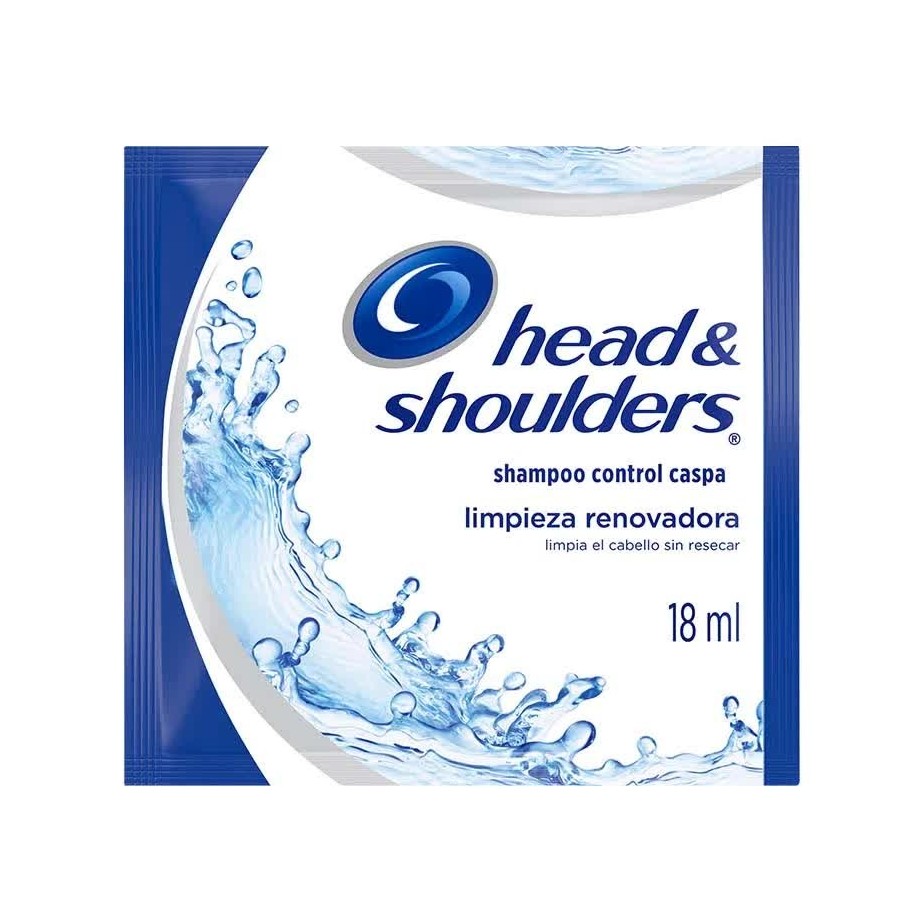 head &
shoulders®
shampoo control caspa
limpieza renovadora
limpia el cabello sin resecar
18 ml